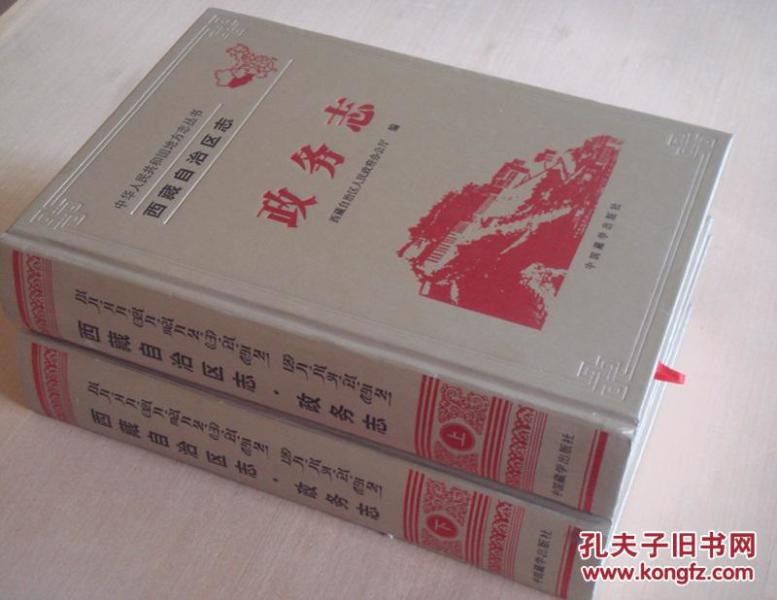 中华人民共和国地方志丛书
西藏自治区志
政务志
西藏自治区人民政府办公厅 编
中国藏学出版社
西藏自治区志·政务志
上
中国藏学出版社
西藏自治区志·政务志
下
中国藏学出版社
孔夫子旧书网
www.kongfz.com